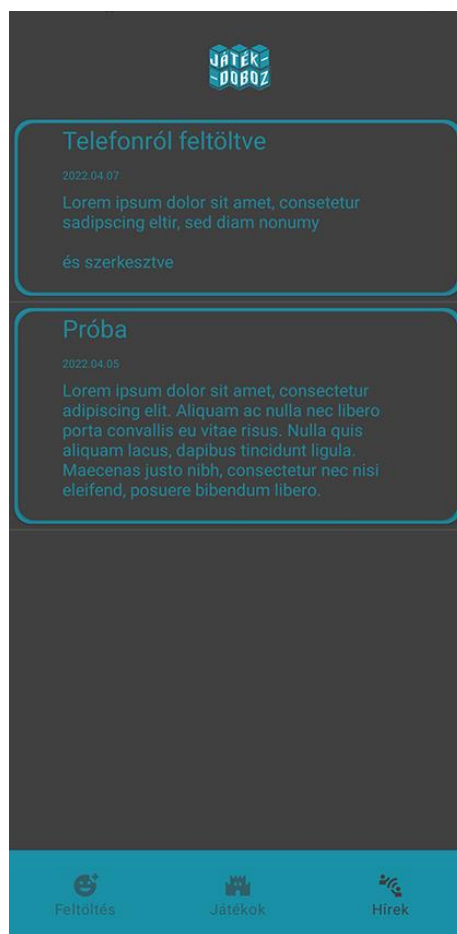 JÁTÉK-
-DOBOZ
Telefonról feltöltve
2022.04.07
Lorem ipsum dolor sit amet, consetetur
sadipscing eltir, sed diam nonumy
és szerkesztve
Próba
2022.04.05
Lorem ipsum dolor sit amet, consectetur
adipiscing elit. Aliquam ac nulla nec libero
porta convallis eu vitae risus. Nulla quis
aliquam lacus, dapibus tincidunt ligula.
Maecenas justo nibh, consectetur nec nisi
eleifend, posuere bibendum libero.
Feltöltés Játékok Hírek